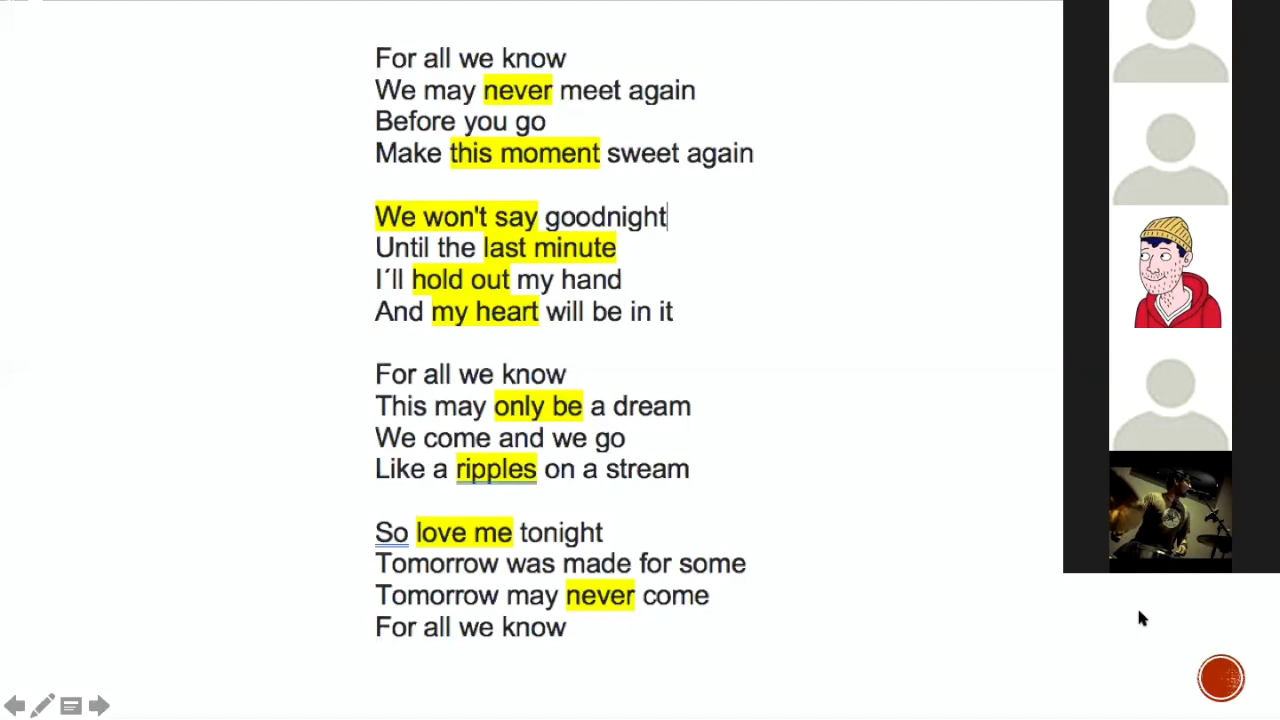 For all we know
We may never meet again
Before you go
Make this moment sweet again
We won't say goodnight
Until the last minute
I´ll hold out my hand
And my heart will be in it
For all we know
This may only be a dream
We come and we go
Like a ripples on a stream
So love me tonight
Tomorrow was made for some
Tomorrow may never come
For all we know